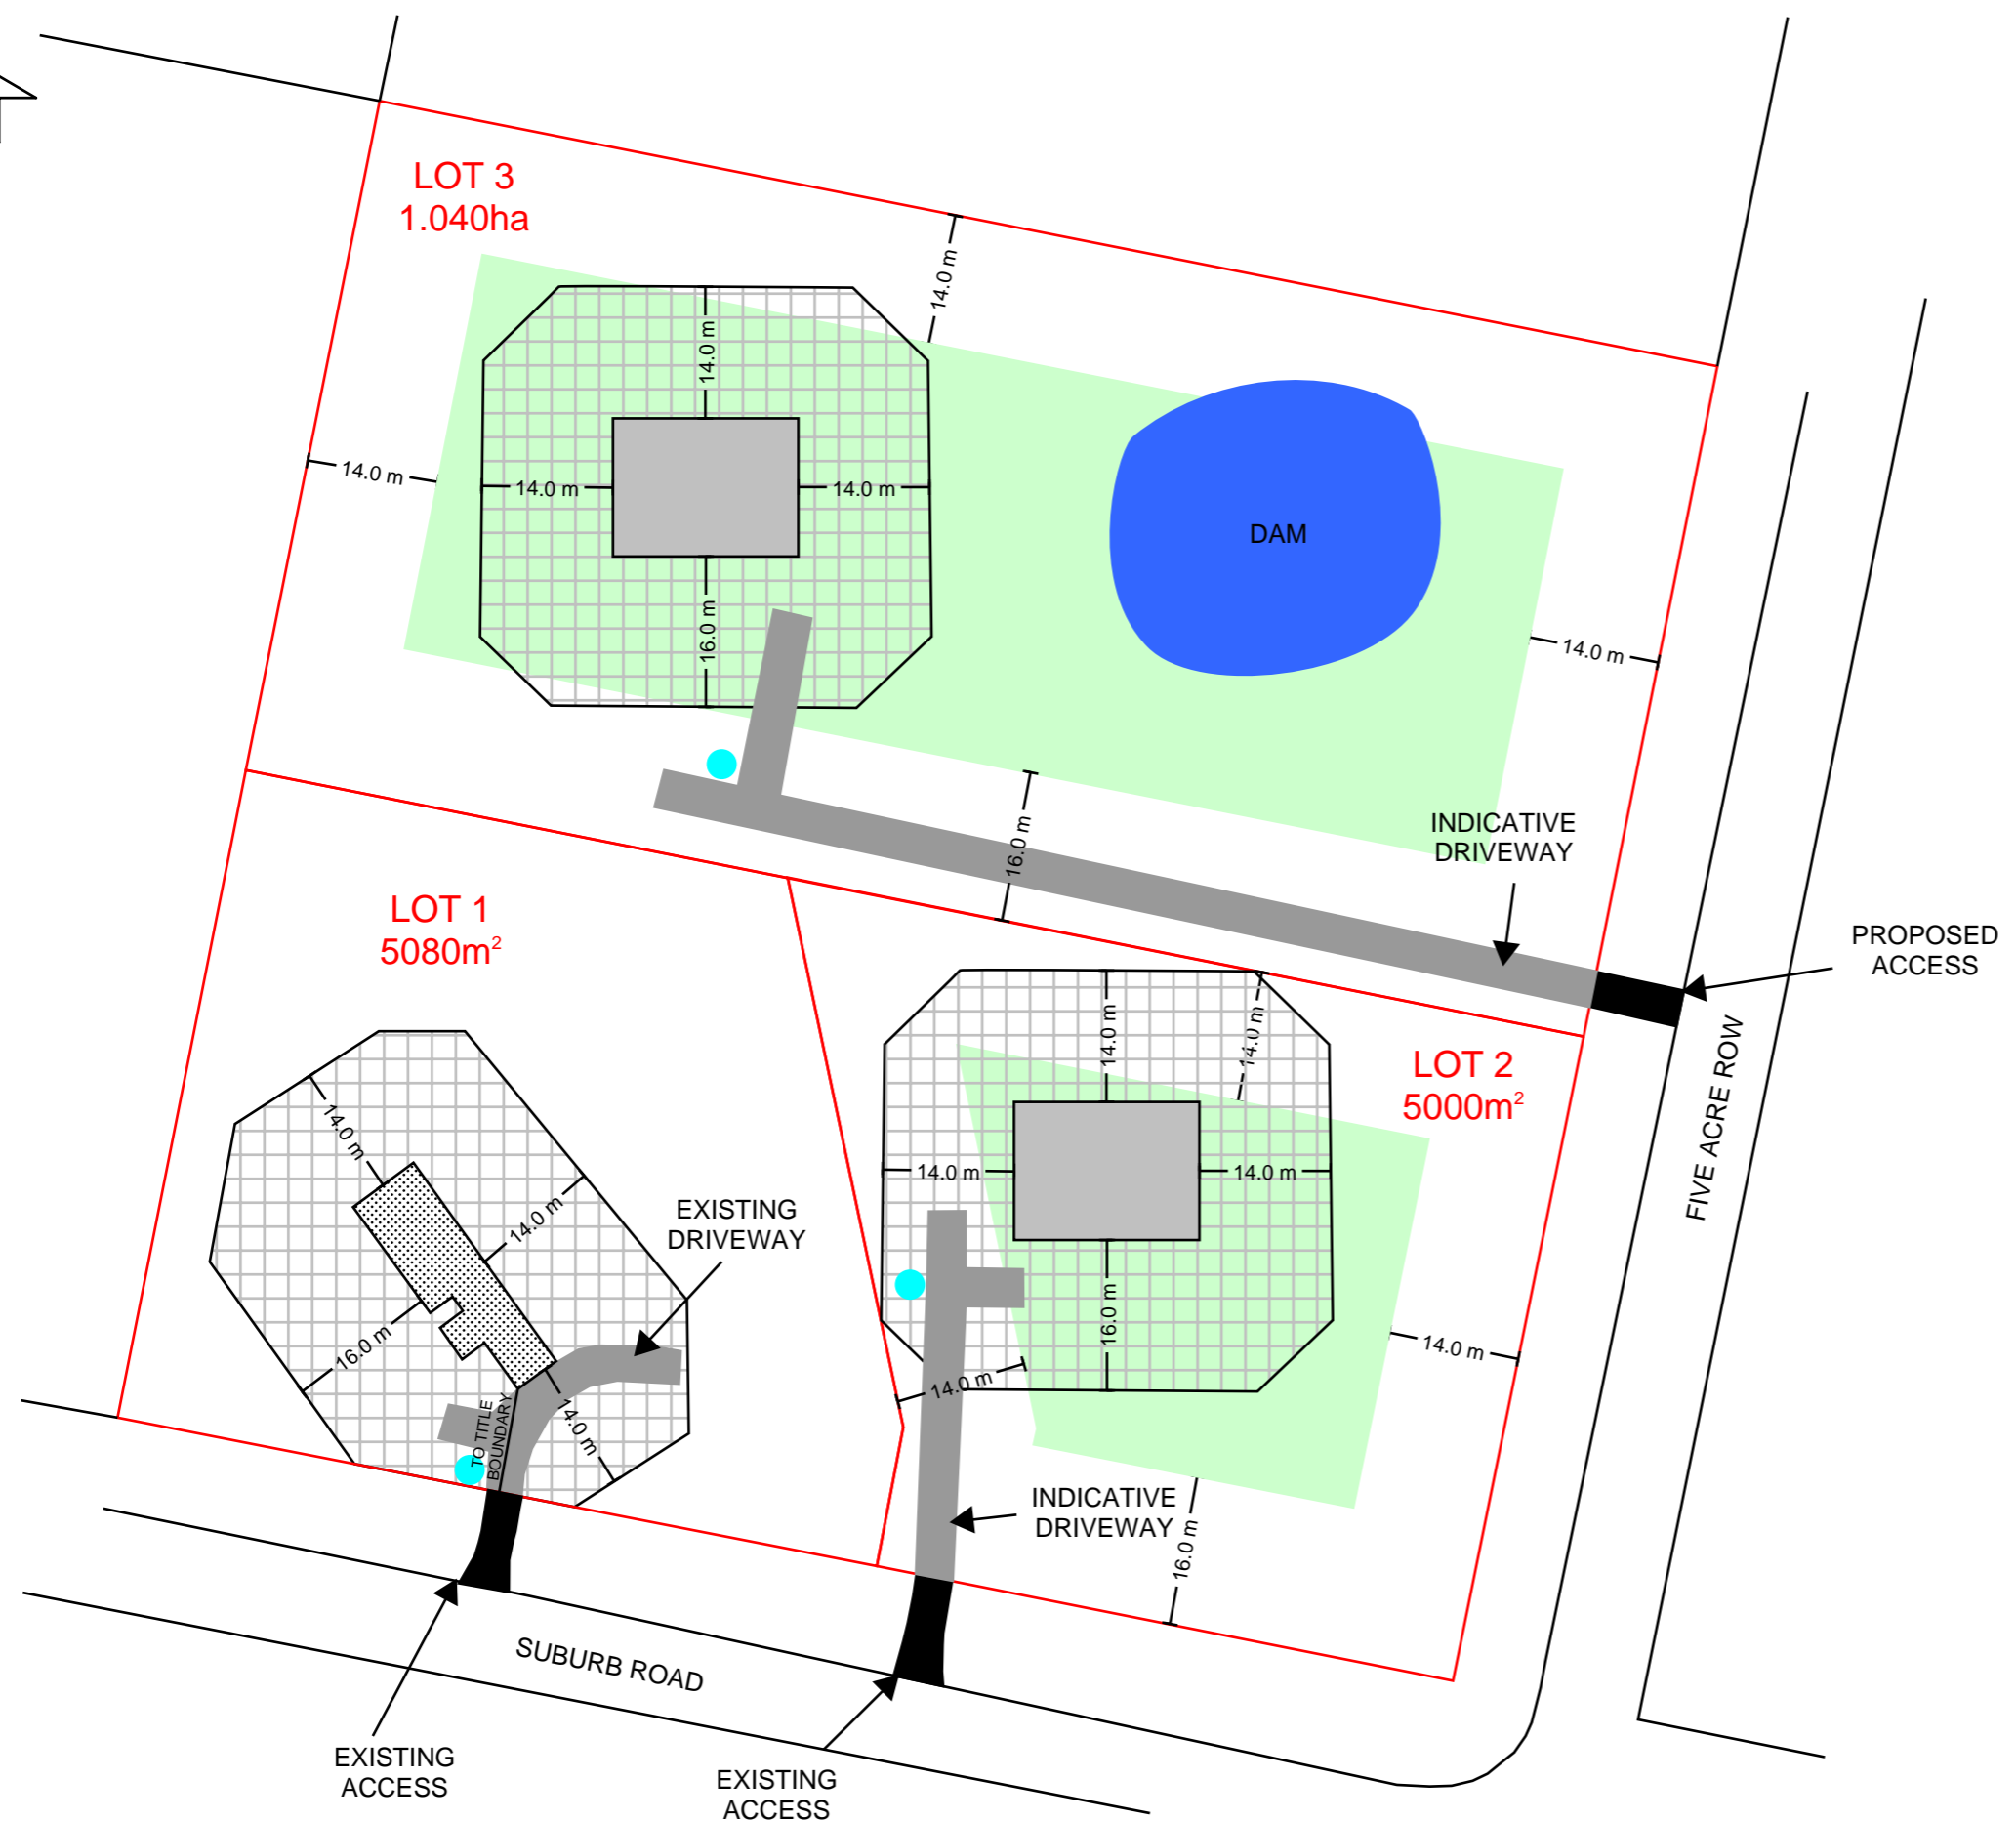 LOT 3
1.040ha
14.0 m
14.0 m
14.0 m
14.0 m
14.0 m
DAM
16.0 m
14.0 m
16.0 m
INDICATIVE
DRIVEWAY
PROPOSED
ACCESS
LOT 1
5080m²
LOT 2
5000m²
FIVE ACRE ROW
14.0 m
14.0 m
14.0 m
14.0 m
16.0 m
14.0 m
14.0 m
16.0 m
14.0 m
14.0 m
16.0 m
14.0 m
EXISTING
DRIVEWAY
TO TITLE
BOUNDARY
INDICATIVE
DRIVEWAY
SUBURB ROAD
EXISTING
ACCESS
EXISTING
ACCESS